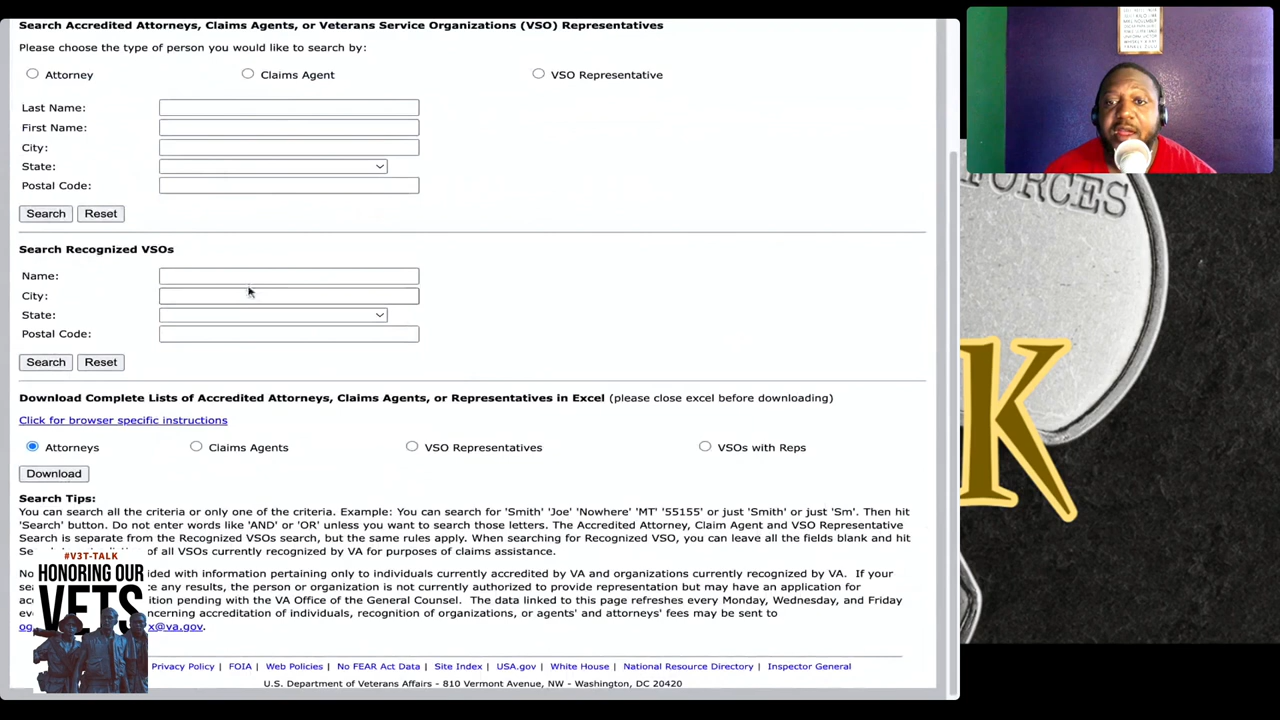 Search Accredited Attorneys, Claims Agents, or Veterans Service Organizations (VSO) Representatives
Please choose the type of person you would like to search by:
Attorney Claims Agent VSO Representative
Last Name:
First Name:
City:
State:
Postal Code:
Search Reset
Search Recognized VSOs
Name:
City:
State:
Postal Code:
Search Reset
Download Complete Lists of Accredited Attorneys, Claims Agents, or Representatives in Excel (please close excel before downloading)
Click for browser specific instructions
Attorneys Claims Agents VSO Representatives VSOs with Reps
Download
Search Tips:
You can search all the criteria or only one of the criteria. Example: You can search for 'Smith' 'Joe' 'Nowhere' 'MT' '55155' or just 'Smith' or just 'Sm'. Then hit
'Search' button. Do not enter words like 'AND' or 'OR' unless you want to search those letters. The Accredited Attorney, Claim Agent and VSO Representative
Search is separate from the Recognized VSOs search, but the same rules apply. When searching for Recognized VSO, you can leave all the fields blank and hit
of all VSOs currently recognized by VA for purposes of claims assistance.
No ided with information pertaining only to individuals currently accredited by VA and organizations currently recognized by VA. If your
se e any results, the person or organization is not currently authorized to provide representation but may have an application for
acc tion pending with the VA Office of the General Counsel. The data linked to this page refreshes every Monday, Wednesday, and Friday
eve cerning accreditation of individuals, recognition of organizations, or agents' and attorneys' fees may be sent to
og x@va.gov.
#V3T-TALK
HONORING OUR
VETS
Privacy Policy | FOIA | Web Policies | No FEAR Act Data | Site Index | USA.gov | White House | National Resource Directory | Inspector General
U.S. Department of Veterans Affairs - 810 Vermont Avenue, NW - Washington, DC 20420
FORCES
K